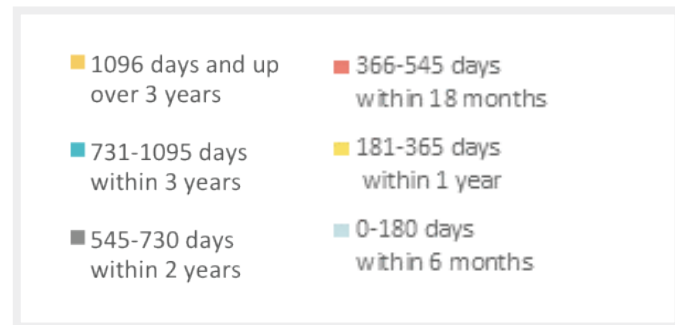 1096 days and up
over 3 years
731-1095 days
within 3 years
545-730 days
within 2 years
366-545 days
within 18 months
181-365 days
within 1 year
0-180 days
within 6 months